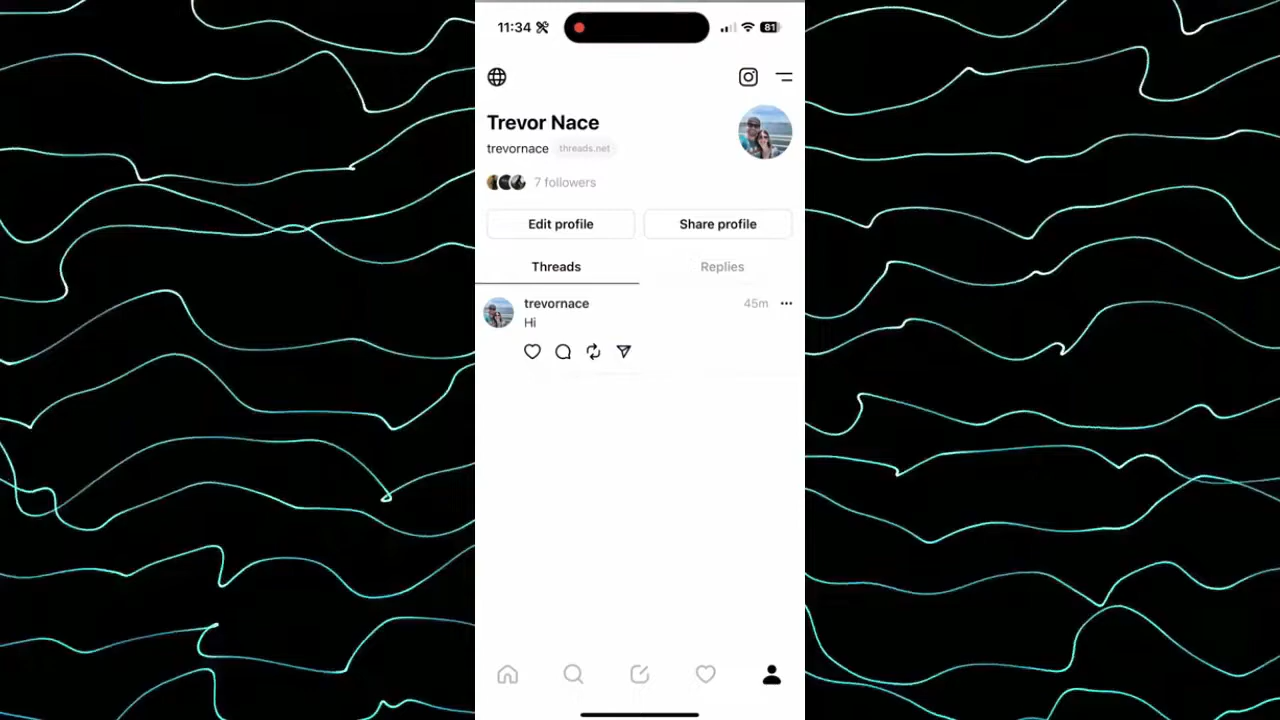 11:34
81
Trevor Nace
trevornace threads.net
7 followers
Edit profile Share profile
Threads Replies
trevornace 45m
Hi